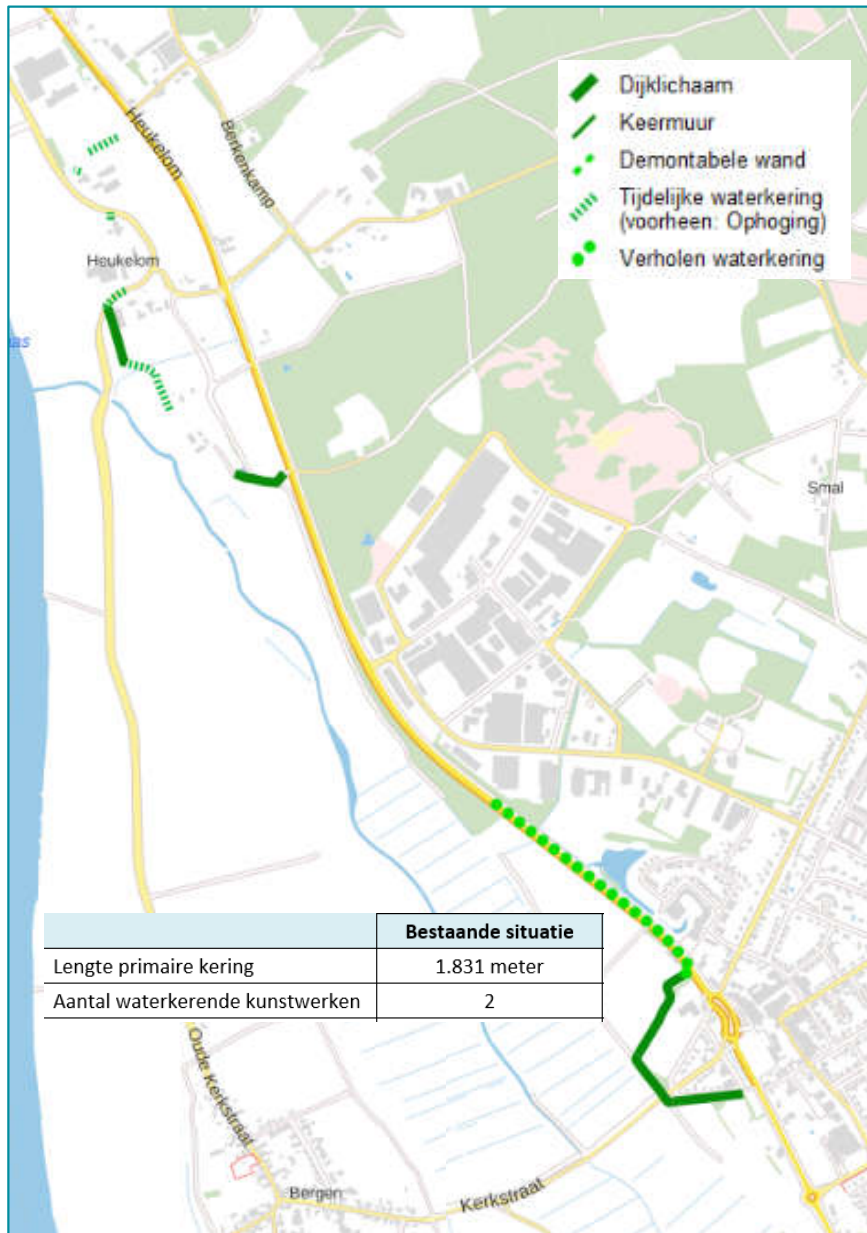 Dijklichaam
Keermuur
Demontabele wand
Tijdelijke waterkering
(voorheen: Ophoging)
Verholen waterkering
Heukelom
Berkenkamp
Heukelom
as
Smal
Bestaande situatie
Lengte primaire kering 1.831 meter
Aantal waterkerende kunstwerken 2
Oude Kerkstraat
Bergen
Kerkstraat